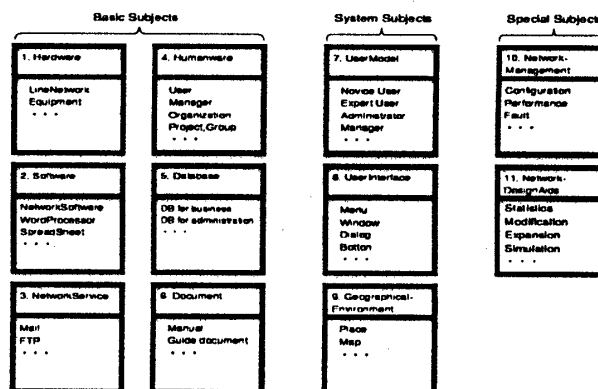 Basic Subjects
System Subjects
Special Subjects
1. Hardware
LineNetwork
Equipment
. . .
4. Humanware
User
Manager
Organization
Project,Group
. . .
7. UserModel
Novice User
Expert User
Administrator
Manager
. . .
10. Network-
Management
Configuration
Performance
Fault
. . .
2. Software
NetworkSoftware
WordProcessor
SpreadSheet
. . .
5. Database
DB for business
DB for administration
. . .
8. UserInterface
Menu
Window
Dialog
Botton
. . .
11. Network-
DesignAids
Statistics
Modification
Expansion
Simulation
. . .
3. NetworkService
Mail
FTP
. . .
6. Document
Manual
Guide document
. . .
9. Geographical-
Environment
Place
Map
. . .